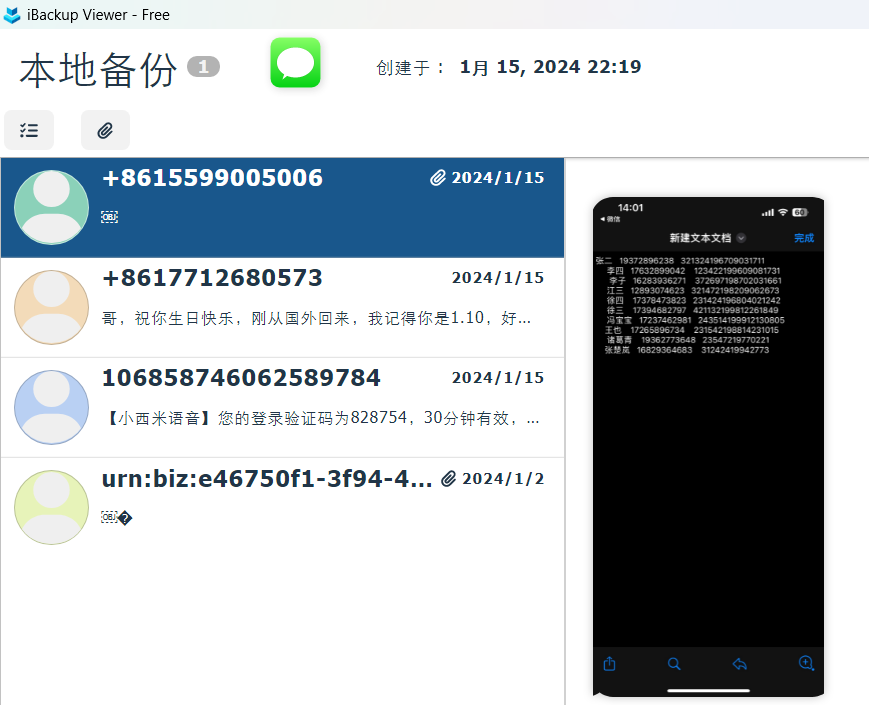 iBackup Viewer - Free
本地备份 1
创建于： 1月 15, 2024 22:19
+8615599005006 2024/1/15
OBJ
+8617712680573 2024/1/15
哥，祝你生日快乐，刚从国外回来，我记得你是1.10，好...
106858746062589784 2024/1/15
【小西米语音】您的登录验证码为828754，30分钟有效，...
urn:biz:e46750f1-3f94-4... 2024/1/2
OBJ�
14:01 60
微信
新建文本文档 完成
张二 19372896238 321324196709031711
李四 17632899042 123422199609081731
李子 16283936271 372697198702031661
江三 12893074623 321472198209062673
徐四 17378473823 231424196804021242
徐三 17394682797 421132199812261849
冯宝宝 17237462981 243514199912130805
王也 17265896734 231542198814231015
诸葛青 19362773648 23547219770221
张楚岚 16829364683 31242419942773